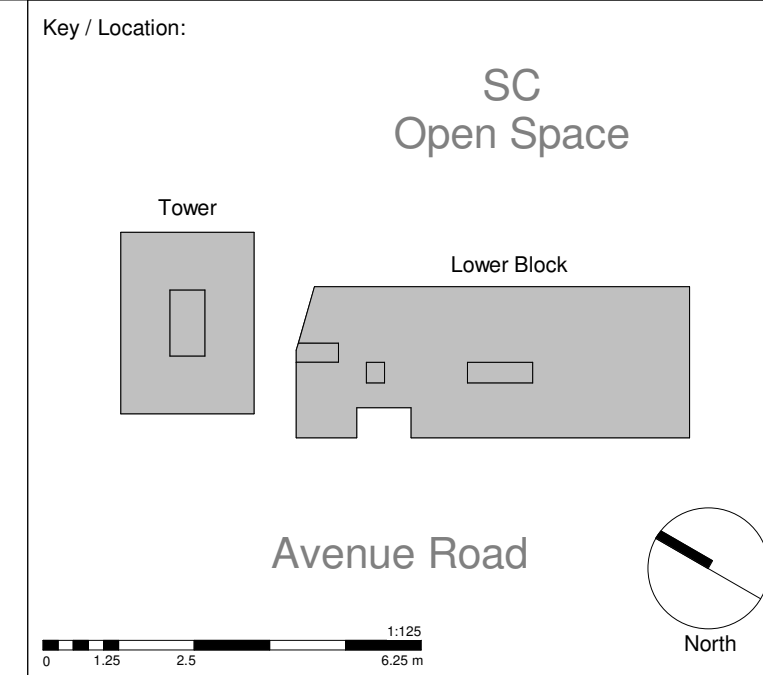 Key / Location:
SC
Open Space
Tower
Lower Block
Avenue Road
1:125
0 1.25 2.5 6.25 m
North